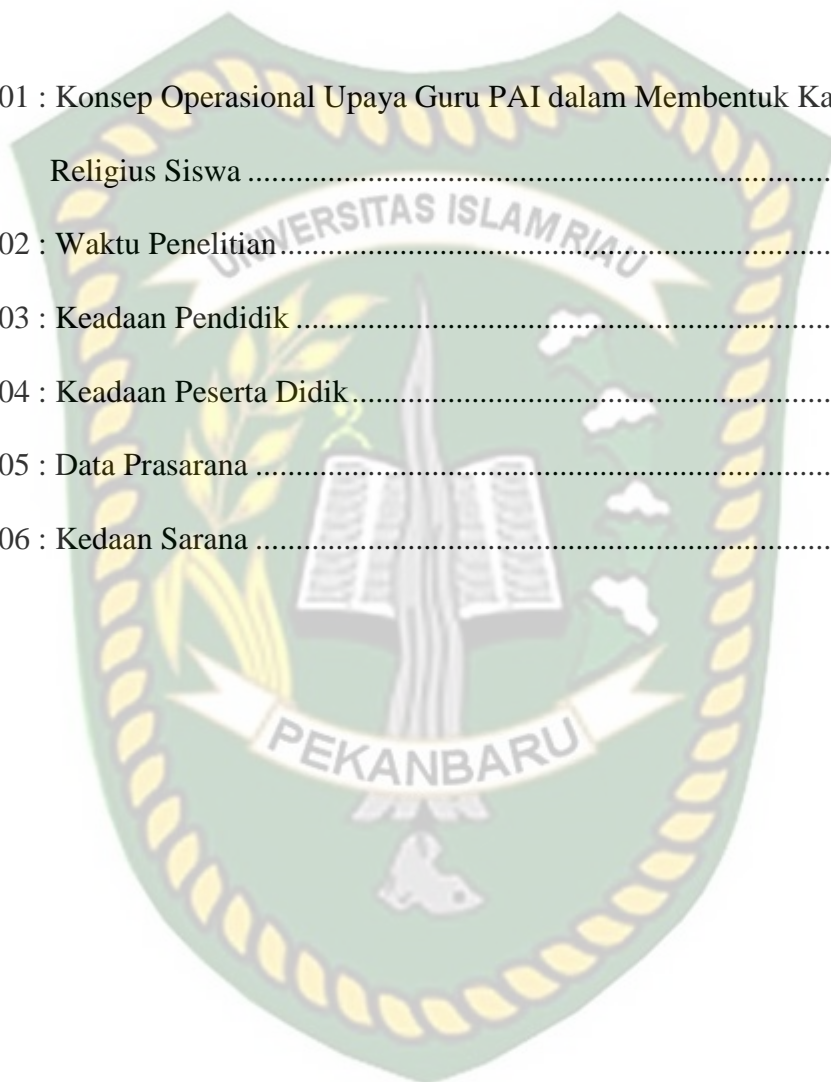 01 : Konsep Operasional Upaya Guru PAI dalam Membentuk Ka
Religius Siswa ........................................................................
UNIVERSITAS ISLAM RIAU
02 : Waktu Penelitian....................................................................
03 : Keadaan Pendidik ..................................................................
04 : Keadaan Peserta Didik...........................................................
05 : Data Prasarana .......................................................................
06 : Kedaan Sarana ........................................................................
PEKANBARU